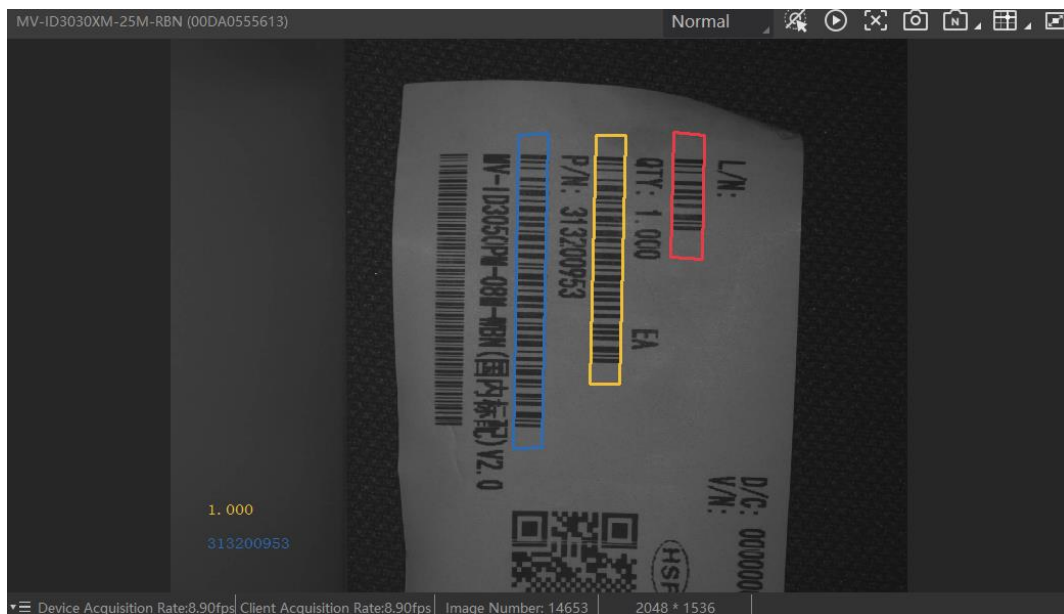 MV-ID3030XM-25M-RBN (00DA0555613)
Normal
L/N:
QTY: 1.000
EA
P/N: 313200953
MV-ID3050PM-08M-WBN(国内标配)V2.0
D/C: 000000
V/N:
HSF
1.000
313200953
Device Acquisition Rate:8.90fps
Client Acquisition Rate:8.90fps
Image Number: 14653
2048 * 1536